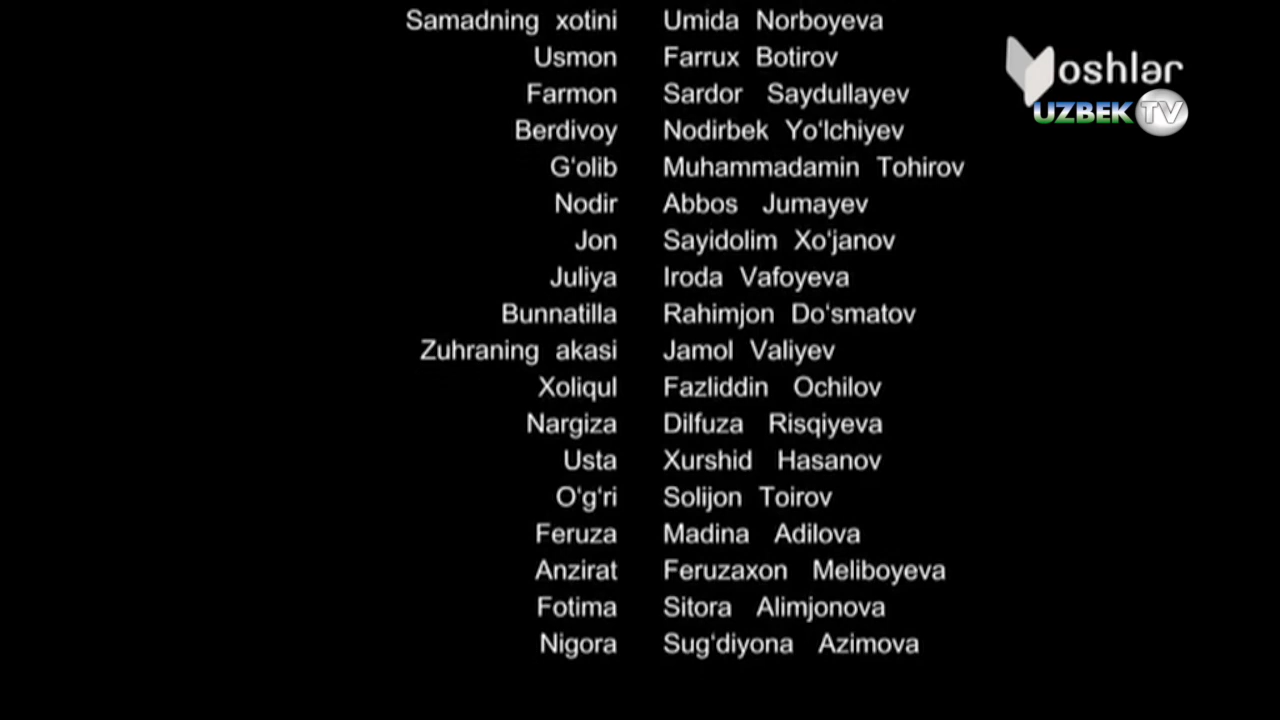 Samadning xotini Umida Norboyeva
Usmon Farrux Botirov
Farmon Sardor Saydullayev
Berdivoy Nodirbek Yo‘lchiyev
G‘olib Muhammadamin Tohirov
Nodir Abbos Jumayev
Jon Sayidolim Xo‘janov
Juliya Iroda Vafoyeva
Bunnatilla Rahimjon Do‘smatov
Zuhraning akasi Jamol Valiyev
Xoliqul Fazliddin Ochilov
Nargiza Dilfuza Risqiyeva
Usta Xurshid Hasanov
O‘g‘ri Solijon Toirov
Feruza Madina Adilova
Anzirat Feruzaxon Meliboyeva
Fotima Sitora Alimjonova
Nigora Sug‘diyona Azimova
Yoshlar
UZBEK TV